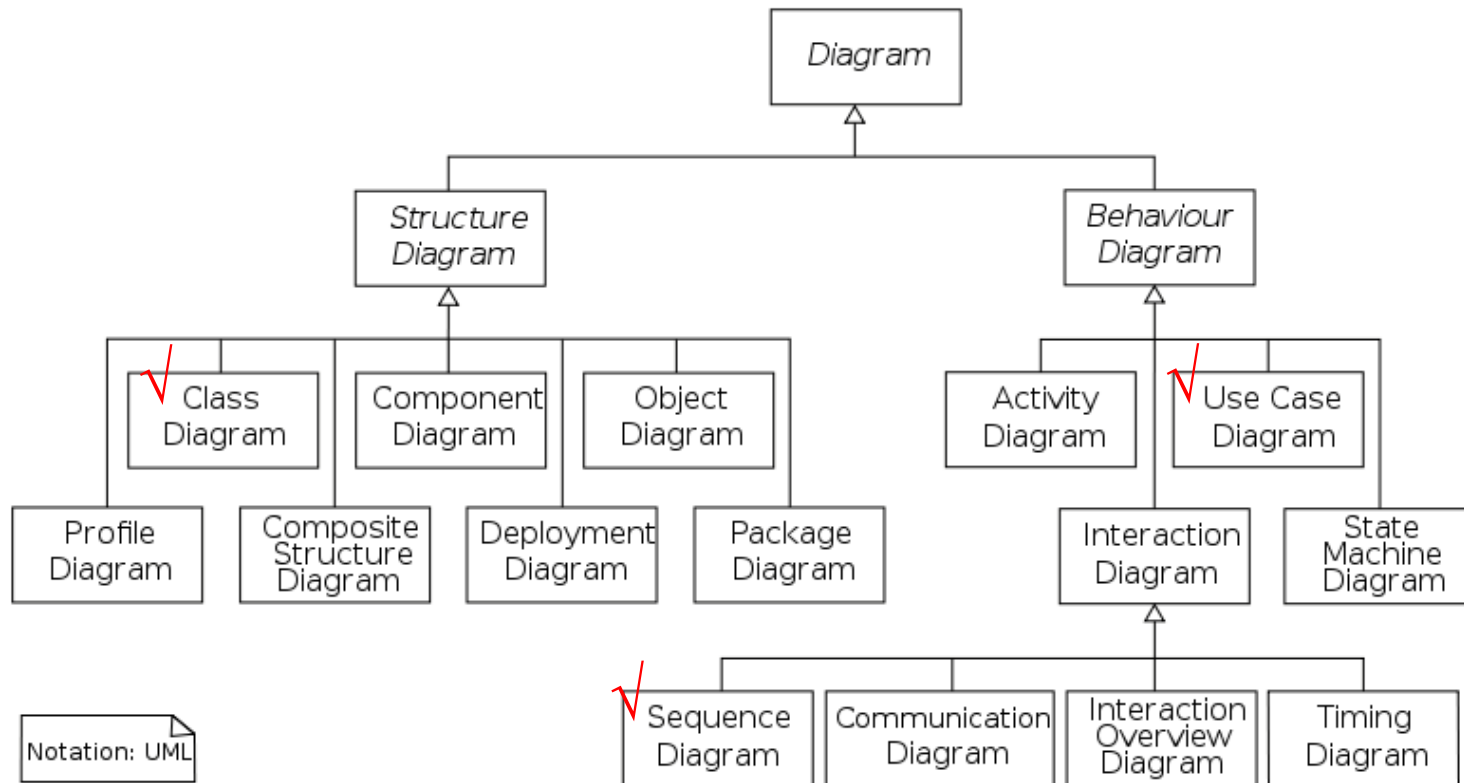 Diagram
Structure
Diagram
Behaviour
Diagram
Class
Diagram
Component
Diagram
Object
Diagram
Activity
Diagram
Use Case
Diagram
Profile
Diagram
Composite
Structure
Diagram
Deployment
Diagram
Package
Diagram
Interaction
Diagram
State
Machine
Diagram
Sequence
Diagram
Communication
Diagram
Interaction
Overview
Diagram
Timing
Diagram
Notation: UML